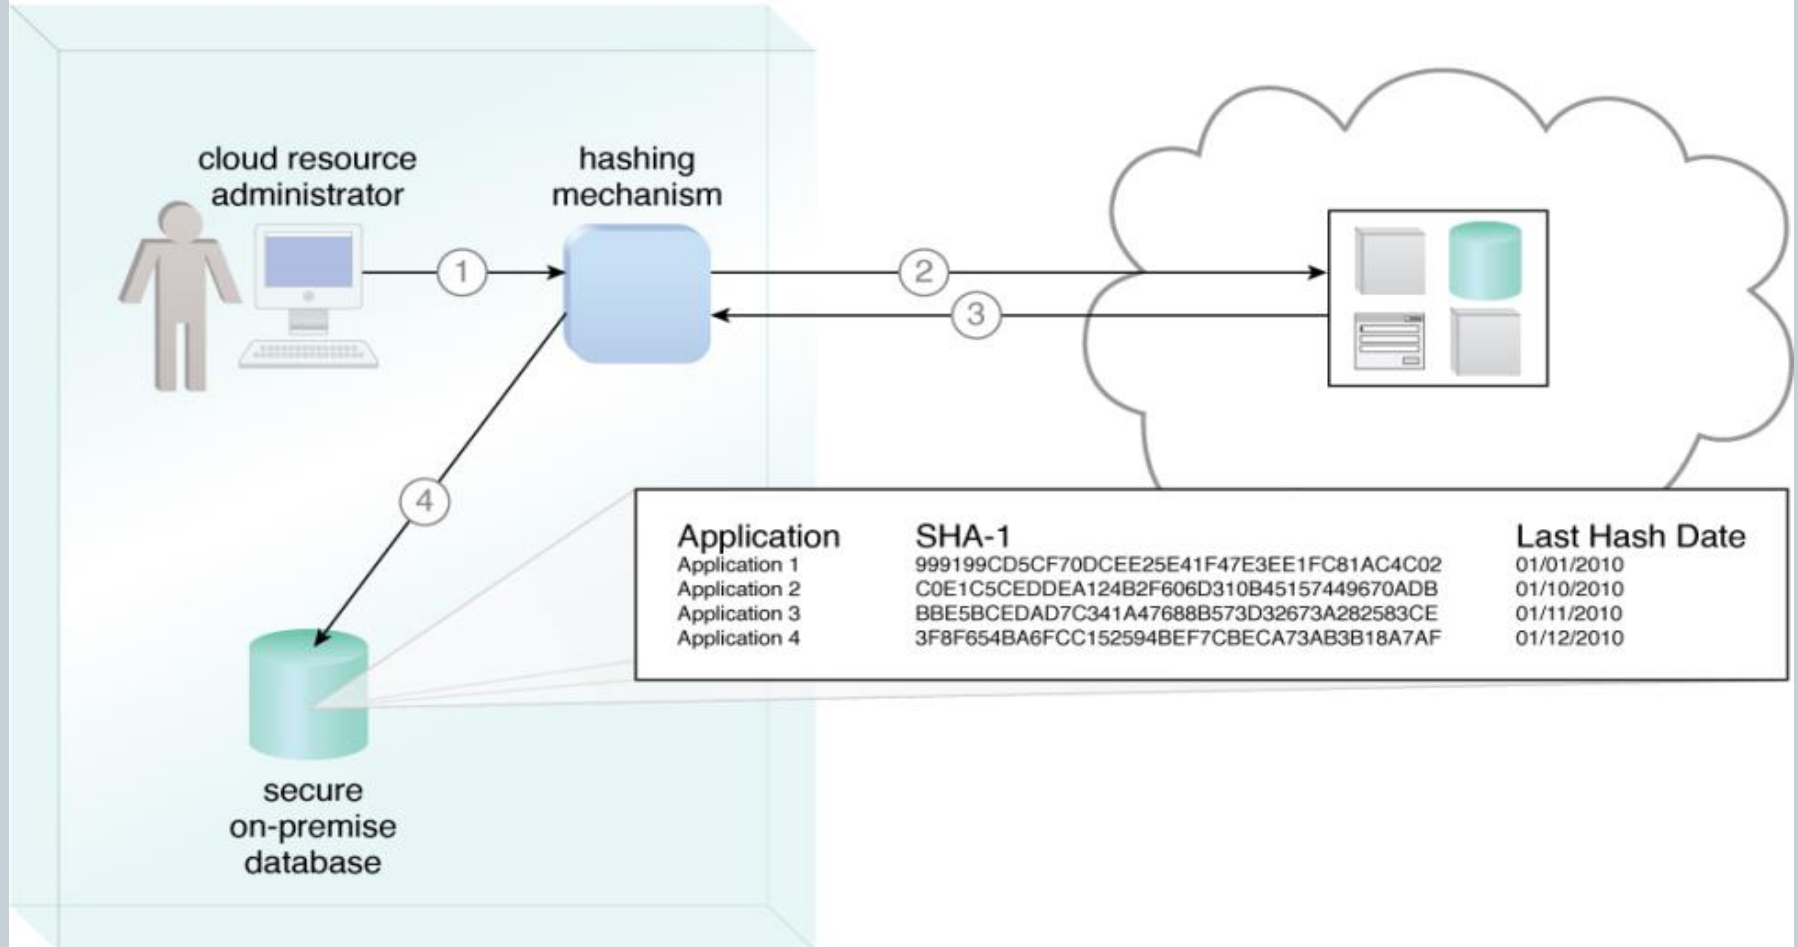 cloud resource
administrator
hashing
mechanism
1
2
3
4
Application SHA-1 Last Hash Date
Application 1 999199CD5CF70DCEE25E41F47E3EE1FC81AC4C02 01/01/2010
Application 2 C0E1C5CEDDEA124B2F606D310B45157449670ADB 01/10/2010
Application 3 BBE5BCEDAD7C341A47688B573D32673A282583CE 01/11/2010
Application 4 3F8F654BA6FCC152594BEF7CBECA73AB3B18A7AF 01/12/2010
secure
on-premise
database